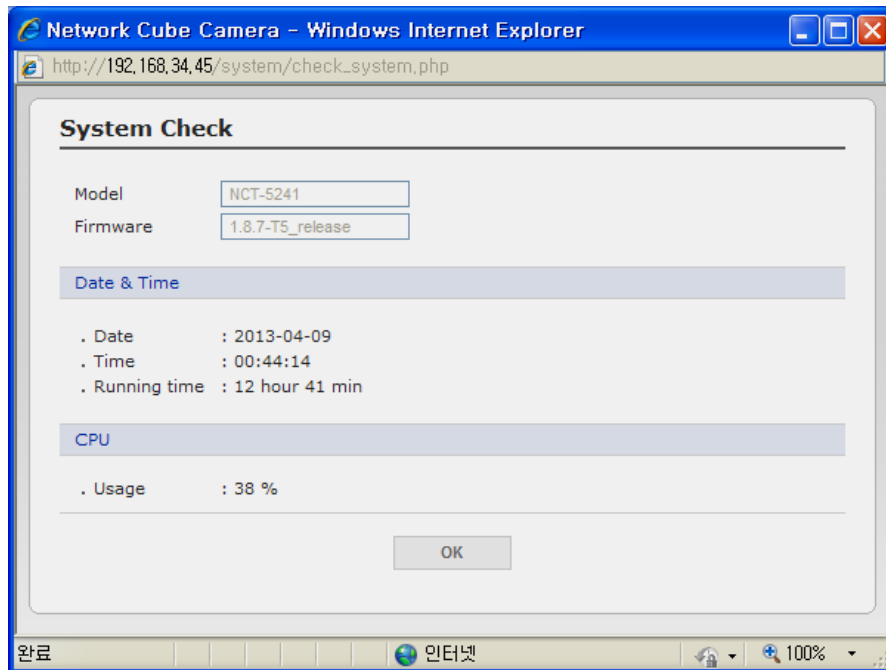 Network Cube Camera - Windows Internet Explorer
http://192,168,34,45/system/check_system,php
System Check
Model NCT-5241
Firmware 1.8.7-T5_release
Date & Time
. Date : 2013-04-09
. Time : 00:44:14
. Running time : 12 hour 41 min
CPU
. Usage : 38 %
OK
완료 인터넷 100%